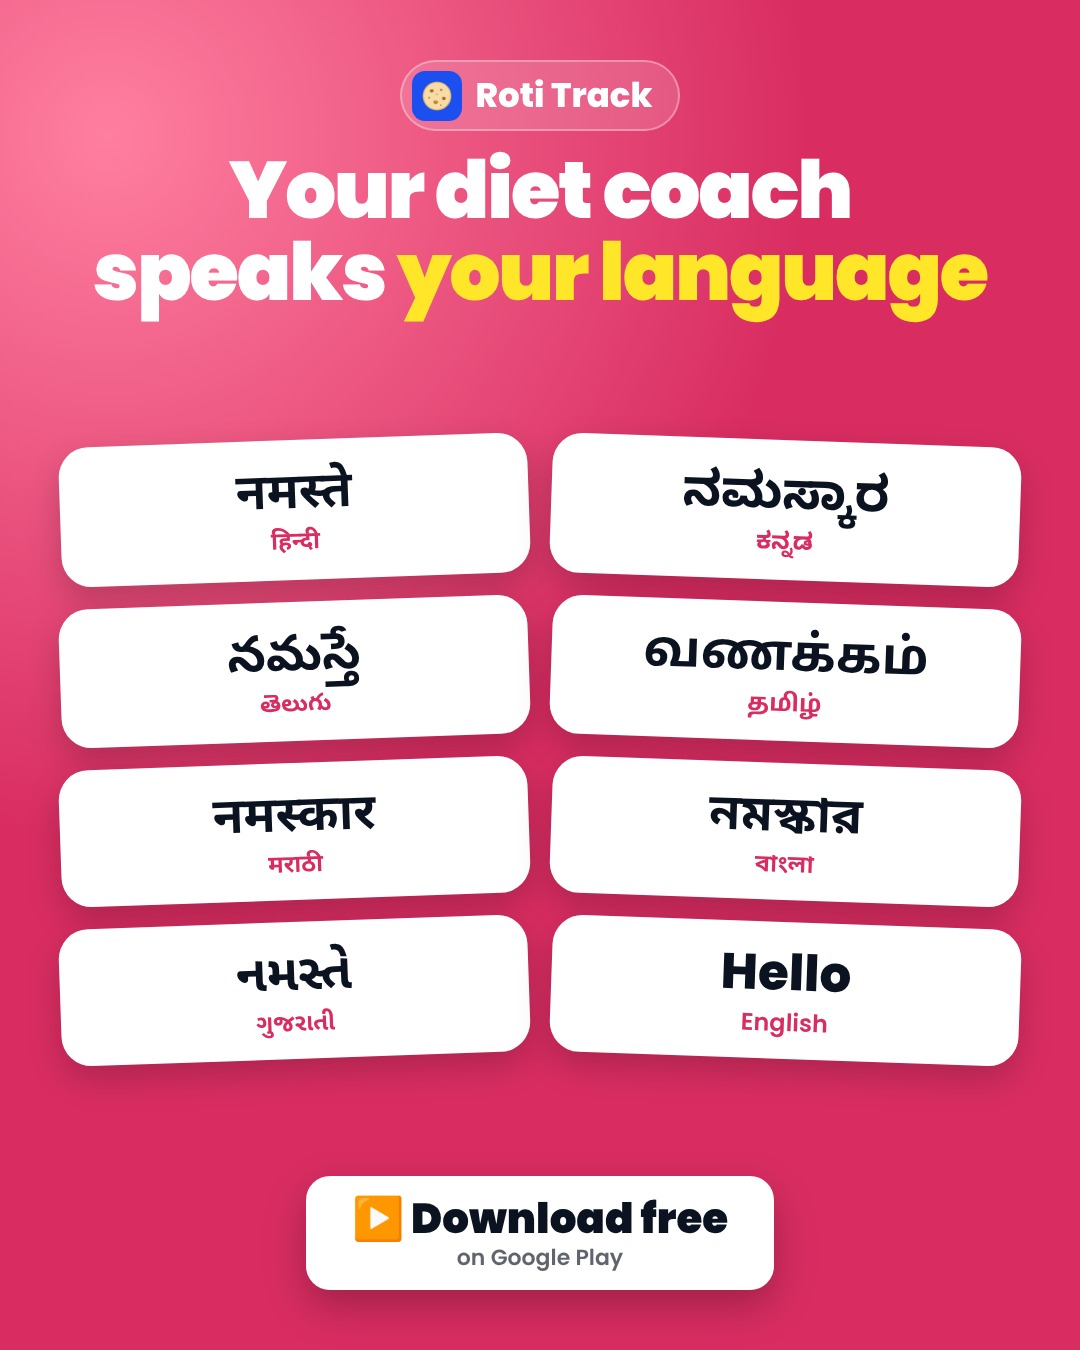 Roti Track
Your diet coach
speaks your language
नमस्ते
हिन्दी
ನಮಸ್ಕಾರ
ಕನ್ನಡ
నమస్తే
తెలుగు
வணக்கம்
தமிழ்
नमस्कार
मराठी
নমস্কার
বাংলা
નમસ્તે
ગુજરાતી
Hello
English
Download free
on Google Play